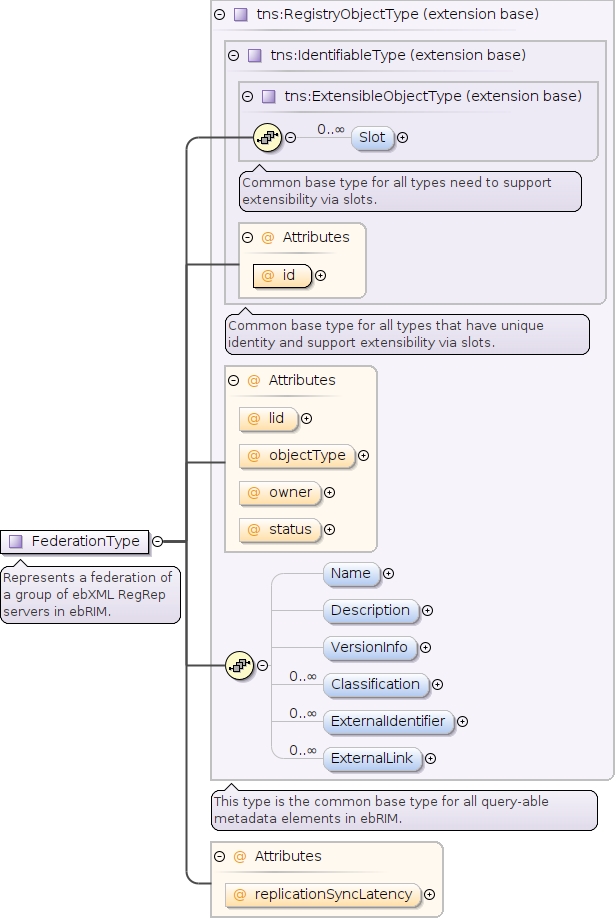 tns:RegistryObjectType (extension base)
tns:IdentifiableType (extension base)
tns:ExtensibleObjectType (extension base)
0..∞
Slot
Common base type for all types need to support
extensibility via slots.
@ Attributes
@ id
Common base type for all types that have unique
identity and support extensibility via slots.
@ Attributes
@ lid
@ objectType
@ owner
@ status
FederationType
Represents a federation of
a group of ebXML RegRep
servers in ebRIM.
Name
Description
VersionInfo
0..∞
Classification
0..∞
ExternalIdentifier
0..∞
ExternalLink
This type is the common base type for all query-able
metadata elements in ebRIM.
@ Attributes
@ replicationSyncLatency